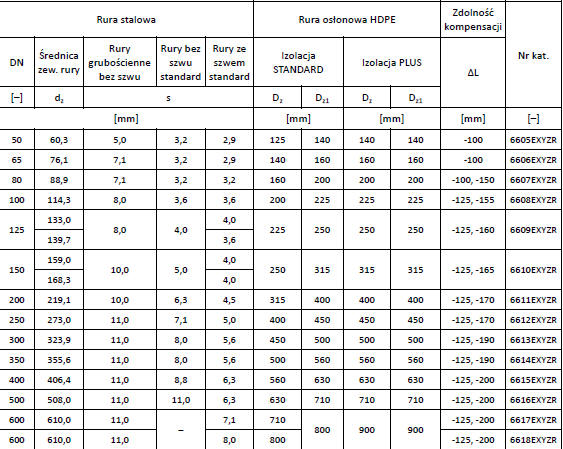 Rura stalowa Rura osłonowa HDPE Zdolność kompensacji Nr kat.
DN Średnica zew. rury Rury grubościenne bez szwu Rury bez szwu standard Rury ze szwem standard Izolacja STANDARD Izolacja PLUS ΔL
[–] dz s Dz Dz1 Dz Dz1
[mm] [mm] [mm] [mm] [–]
50 60,3 5,0 3,2 2,9 125 140 140 140 -100 6605EXYZR
65 76,1 7,1 3,2 2,9 140 160 160 160 -100 6606EXYZR
80 88,9 7,1 3,2 3,2 160 200 200 200 -100, -150 6607EXYZR
100 114,3 8,0 3,6 3,6 200 225 225 225 -125, -155 6608EXYZR
125 133,0 8,0 4,0 4,0 225 250 250 250 -125, -160 6609EXYZR
139,7 3,6
150 159,0 10,0 5,0 4,0 250 315 315 315 -125, -165 6610EXYZR
168,3 4,0
200 219,1 10,0 6,3 4,5 315 400 400 400 -125, -170 6611EXYZR
250 273,0 11,0 7,1 5,0 400 450 450 450 -125, -170 6612EXYZR
300 323,9 11,0 8,0 5,6 450 500 500 500 -125, -190 6613EXYZR
350 355,6 11,0 8,0 5,6 500 560 560 560 -125, -190 6614EXYZR
400 406,4 11,0 8,8 6,3 560 630 630 630 -125, -200 6615EXYZR
500 508,0 11,0 11,0 6,3 630 710 710 710 -125, -200 6616EXYZR
600 610,0 11,0 – 7,1 710 800 900 900 -125, -200 6617EXYZR
600 610,0 11,0 8,0 800 -125, -200 6618EXYZR